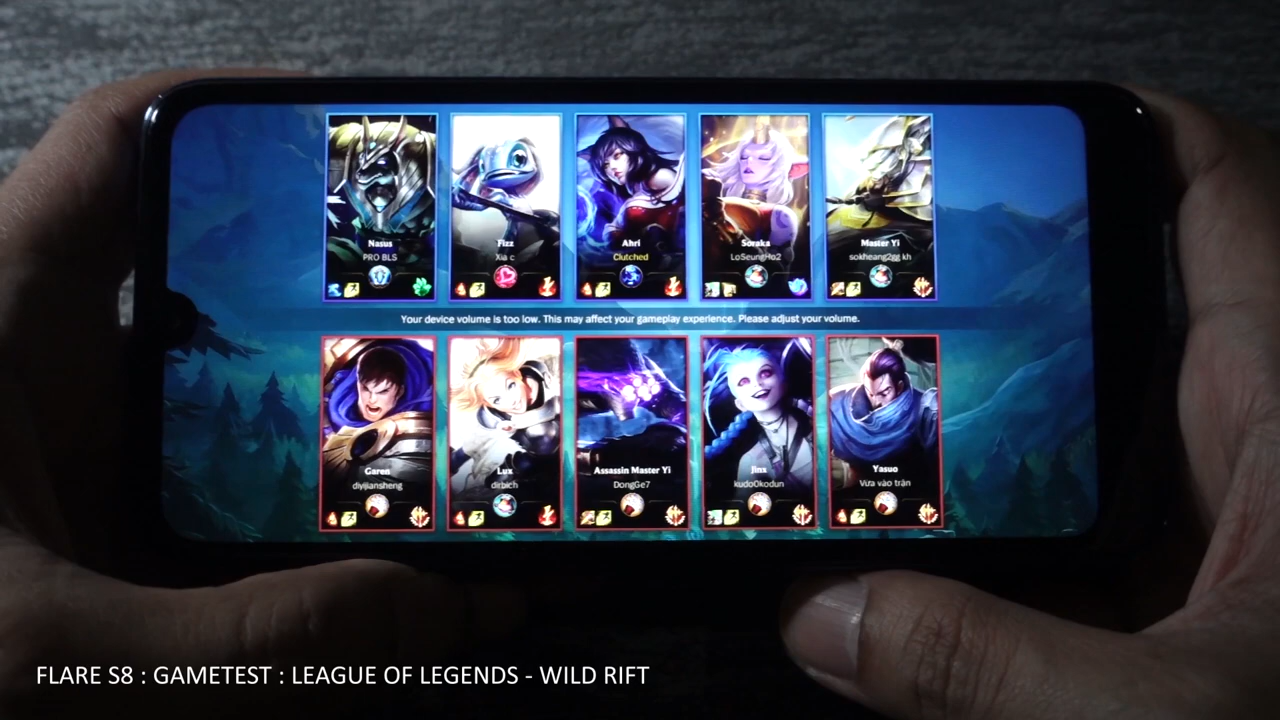 Nasus
PRO BLS
Fizz
Xia c
Ahri
Clutched
Soraka
LoSeungHo2
Master Yi
sokheang2gg kh
Your device volume is too low. This may affect your gameplay experience. Please adjust your volume.
Garen
diyijiansheng
Lux
dirbich
Assassin Master Yi
DongGe7
Jinx
kudo0kodun
Yasuo
Vừa vào trận
FLARE S8 : GAMETEST : LEAGUE OF LEGENDS - WILD RIFT